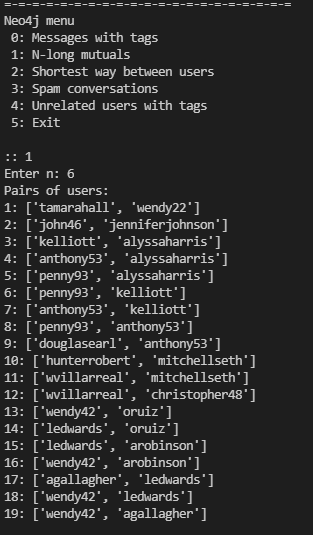 =-=-=-=-=-=-=-=-=-=-=-=-=-=-=-=-=-=-=-=-=
Neo4j menu
 0: Messages with tags
 1: N-long mutuals
 2: Shortest way between users
 3: Spam conversations
 4: Unrelated users with tags
 5: Exit
:: 1
Enter n: 6
Pairs of users:
1: ['tamarahall', 'wendy22']
2: ['john46', 'jenniferjohnson']
3: ['kelliott', 'alyssaharris']
4: ['anthony53', 'alyssaharris']
5: ['penny93', 'alyssaharris']
6: ['penny93', 'kelliott']
7: ['anthony53', 'kelliott']
8: ['penny93', 'anthony53']
9: ['douglasearl', 'anthony53']
10: ['hunterrobert', 'mitchellseth']
11: ['wvillarreal', 'mitchellseth']
12: ['wvillarreal', 'christopher48']
13: ['wendy42', 'oruiz']
14: ['ledwards', 'oruiz']
15: ['ledwards', 'arobinson']
16: ['wendy42', 'arobinson']
17: ['agallagher', 'ledwards']
18: ['wendy42', 'ledwards']
19: ['wendy42', 'agallagher']